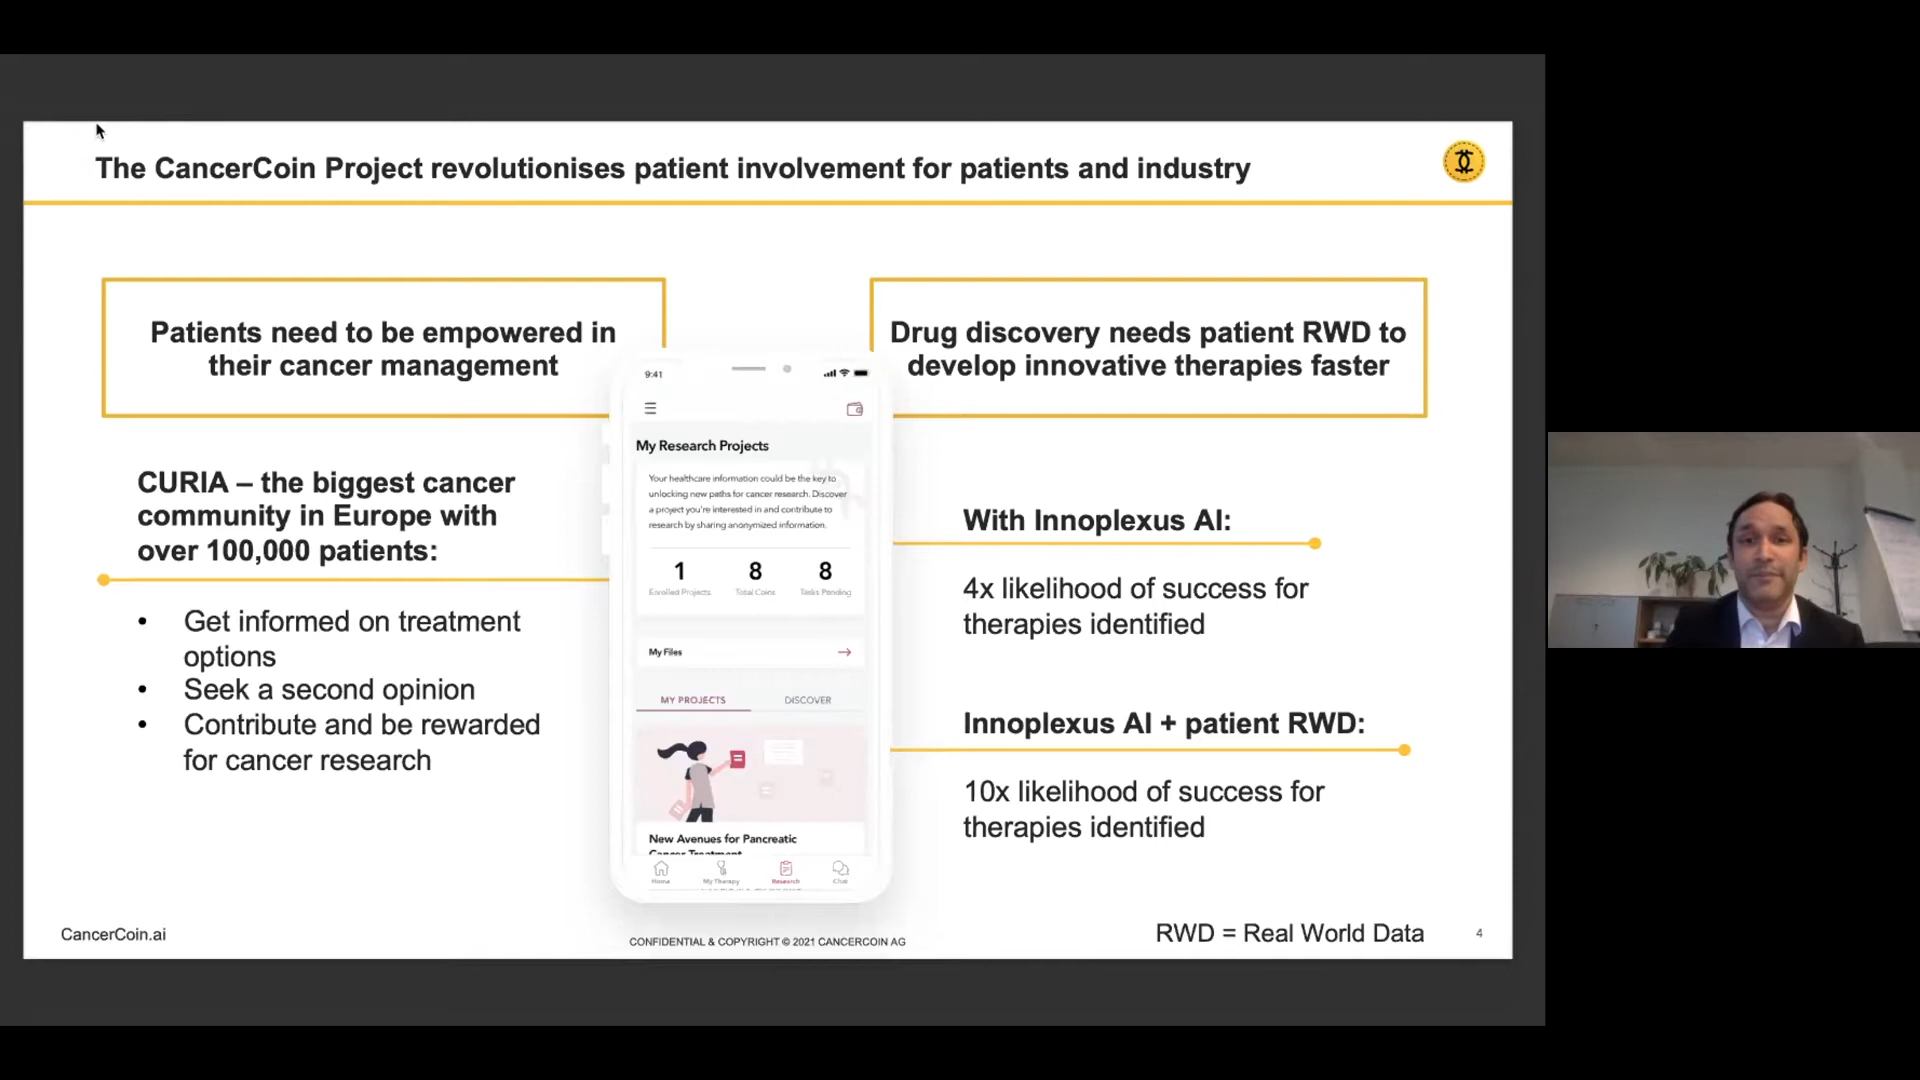 The CancerCoin Project revolutionises patient involvement for patients and industry
Patients need to be empowered in
their cancer management
Drug discovery needs patient RWD to
develop innovative therapies faster
CURIA – the biggest cancer
community in Europe with
over 100,000 patients:
• Get informed on treatment
options
• Seek a second opinion
• Contribute and be rewarded
for cancer research
9:41
My Research Projects
Your healthcare information could be the key to
unlocking new paths for cancer research. Discover
a project you're interested in and contribute to
research by sharing anonymized information.
1 8 8
Enrolled Projects Total Coins Tasks Pending
My Files
MY PROJECTS DISCOVER
New Avenues for Pancreatic
Cancer Treatment
Home My Therapy Research Chat
With Innoplexus AI:
4x likelihood of success for
therapies identified
Innoplexus AI + patient RWD:
10x likelihood of success for
therapies identified
CancerCoin.ai
CONFIDENTIAL & COPYRIGHT © 2021 CANCERCOIN AG
RWD = Real World Data
4